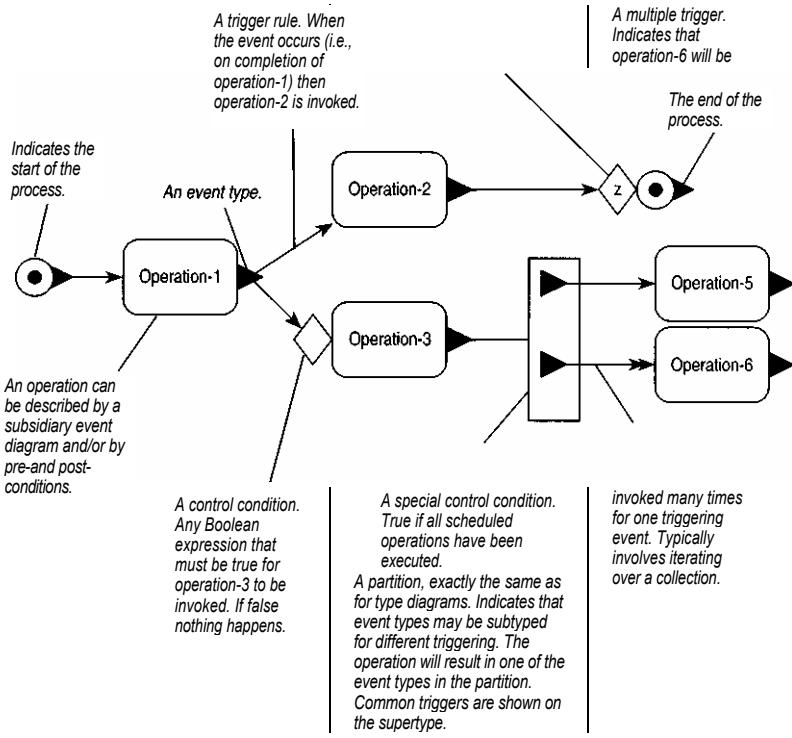 A trigger rule. When
the event occurs (i.e.,
on completion of
operation-1) then
operation-2 is invoked.
A multiple trigger.
Indicates that
operation-6 will be
The end of the
process.
Indicates the
start of the
process.
An event type.
Operation-2
z
Operation-1
Operation-5
Operation-3
Operation-6
An operation can
be described by a
subsidiary event
diagram and/or by
pre-and post-
conditions.
A control condition.
Any Boolean
expression that
must be true for
operation-3 to be
invoked. If false
nothing happens.
A special control condition.
True if all scheduled
operations have been
executed.
A partition, exactly the same as
for type diagrams. Indicates that
event types may be subtyped
for different triggering. The
operation will result in one of the
event types in the partition.
Common triggers are shown on
the supertype.
invoked many times
for one triggering
event. Typically
involves iterating
over a collection.